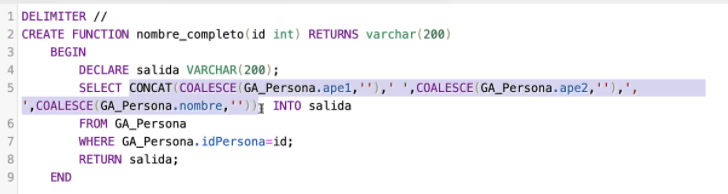 1 DELIMITER //
2 CREATE FUNCTION nombre_completo(id int) RETURNS varchar(200)
3 BEGIN
4 DECLARE salida VARCHAR(200);
5 SELECT CONCAT(COALESCE(GA_Persona.ape1,''),' ',COALESCE(GA_Persona.ape2,''),',
',COALESCE(GA_Persona.nombre,'')) INTO salida
6 FROM GA_Persona
7 WHERE GA_Persona.idPersona=id;
8 RETURN salida;
9 END